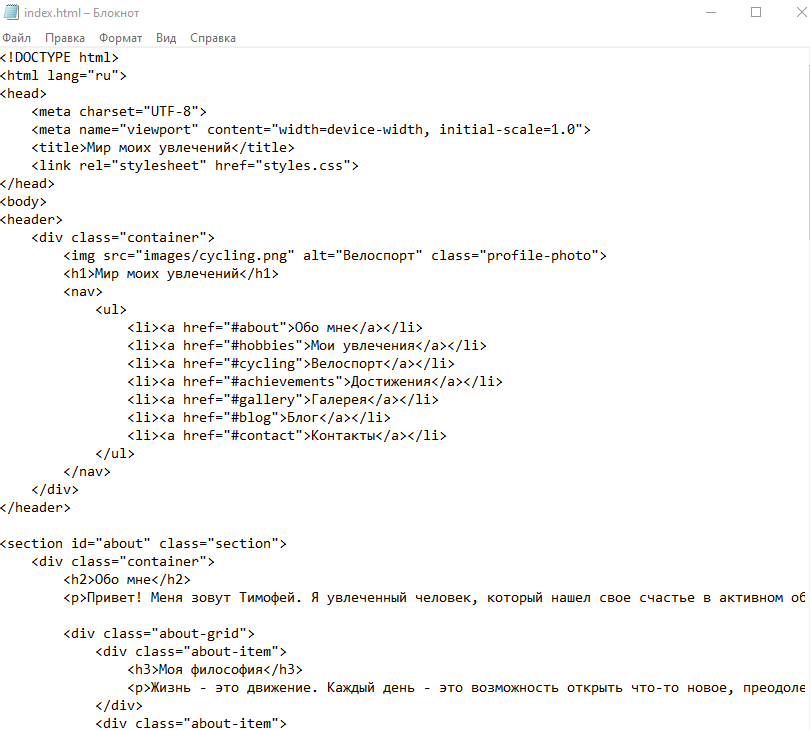 index.html – Блокнот
Файл Правка Формат Вид Справка
<!DOCTYPE html>
<html lang="ru">
<head>
    <meta charset="UTF-8">
    <meta name="viewport" content="width=device-width, initial-scale=1.0">
    <title>Мир моих увлечений</title>
    <link rel="stylesheet" href="styles.css">
</head>
<body>
<header>
    <div class="container">
        <img src="images/cycling.png" alt="Велоспорт" class="profile-photo">
        <h1>Мир моих увлечений</h1>
        <nav>
            <ul>
                <li><a href="#about">Обо мне</a></li>
                <li><a href="#hobbies">Мои увлечения</a></li>
                <li><a href="#cycling">Велоспорт</a></li>
                <li><a href="#achievements">Достижения</a></li>
                <li><a href="#gallery">Галерея</a></li>
                <li><a href="#blog">Блог</a></li>
                <li><a href="#contact">Контакты</a></li>
            </ul>
        </nav>
    </div>
</header>

<section id="about" class="section">
    <div class="container">
        <h2>Обо мне</h2>
        <p>Привет! Меня зовут Тимофей. Я увлеченный человек, который нашел свое счастье в активном об

        <div class="about-grid">
            <div class="about-item">
                <h3>Моя философия</h3>
                <p>Жизнь - это движение. Каждый день - это возможность открыть что-то новое, преодоле
            </div>
            <div class="about-item">